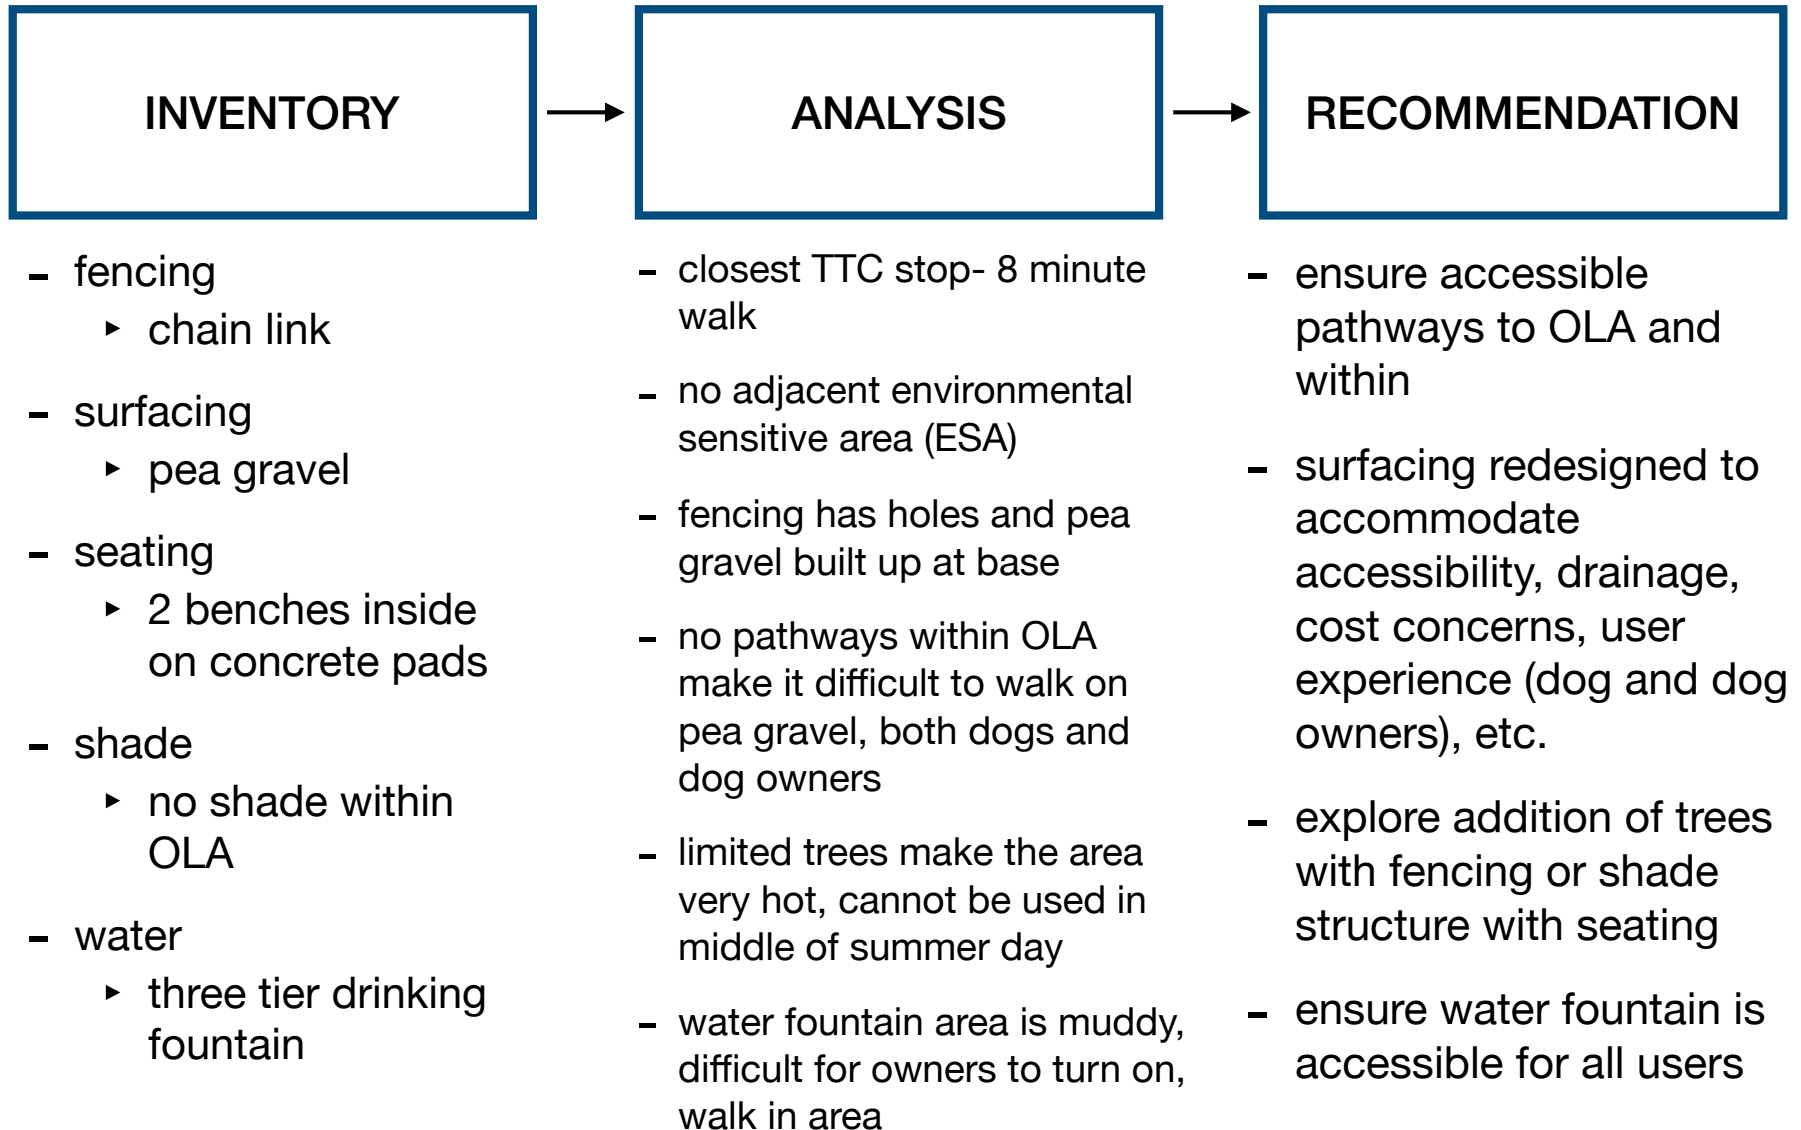 INVENTORY
- fencing
‣ chain link
- surfacing
‣ pea gravel
- seating
‣ 2 benches inside
on concrete pads
- shade
‣ no shade within
OLA
- water
‣ three tier drinking
fountain
ANALYSIS
- closest TTC stop- 8 minute
walk
- no adjacent environmental
sensitive area (ESA)
- fencing has holes and pea
gravel built up at base
- no pathways within OLA
make it difficult to walk on
pea gravel, both dogs and
dog owners
- limited trees make the area
very hot, cannot be used in
middle of summer day
- water fountain area is muddy,
difficult for owners to turn on,
walk in area
RECOMMENDATION
- ensure accessible
pathways to OLA and
within
- surfacing redesigned to
accommodate
accessibility, drainage,
cost concerns, user
experience (dog and dog
owners), etc.
- explore addition of trees
with fencing or shade
structure with seating
- ensure water fountain is
accessible for all users